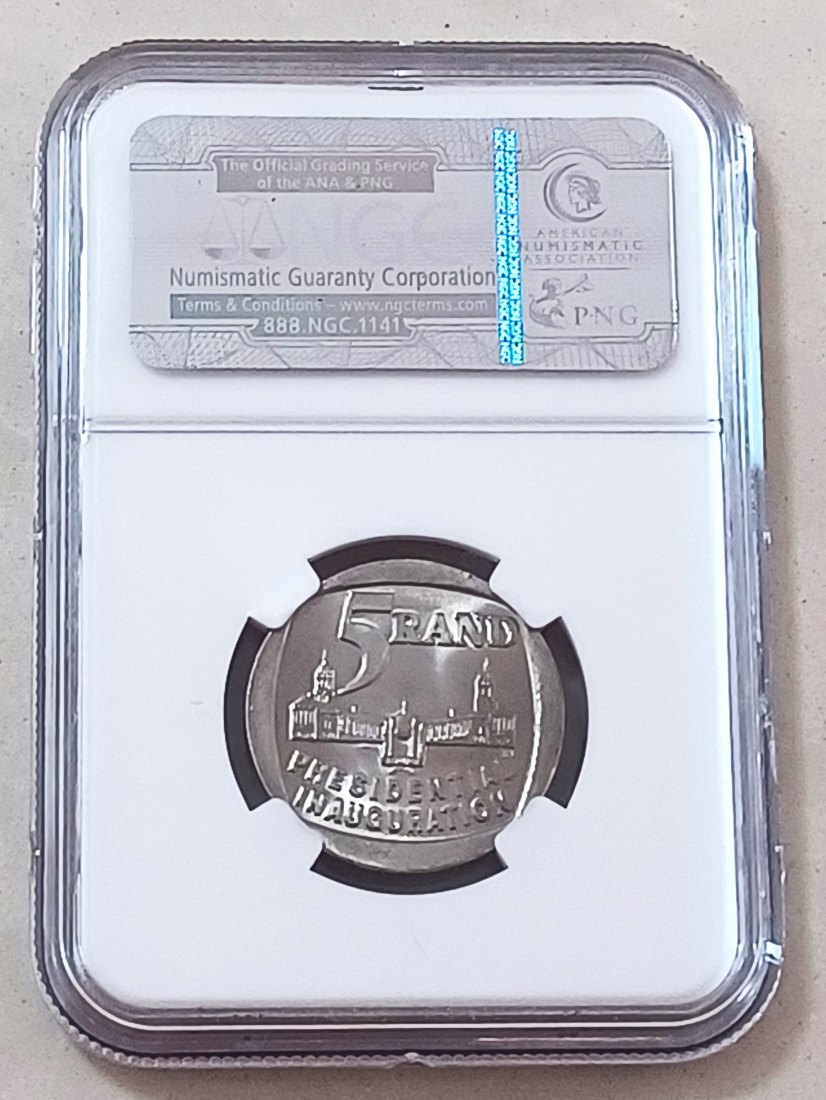 The Official Grading Service
of the ANA & PNG
NGC
Numismatic Guaranty Corporation
Terms & Conditions – www.ngcterms.com
888.NGC.1141
AMERICAN
NUMISMATIC
ASSOCIATION
PNG
5 RAND
PRESIDENTIAL
INAUGURATION